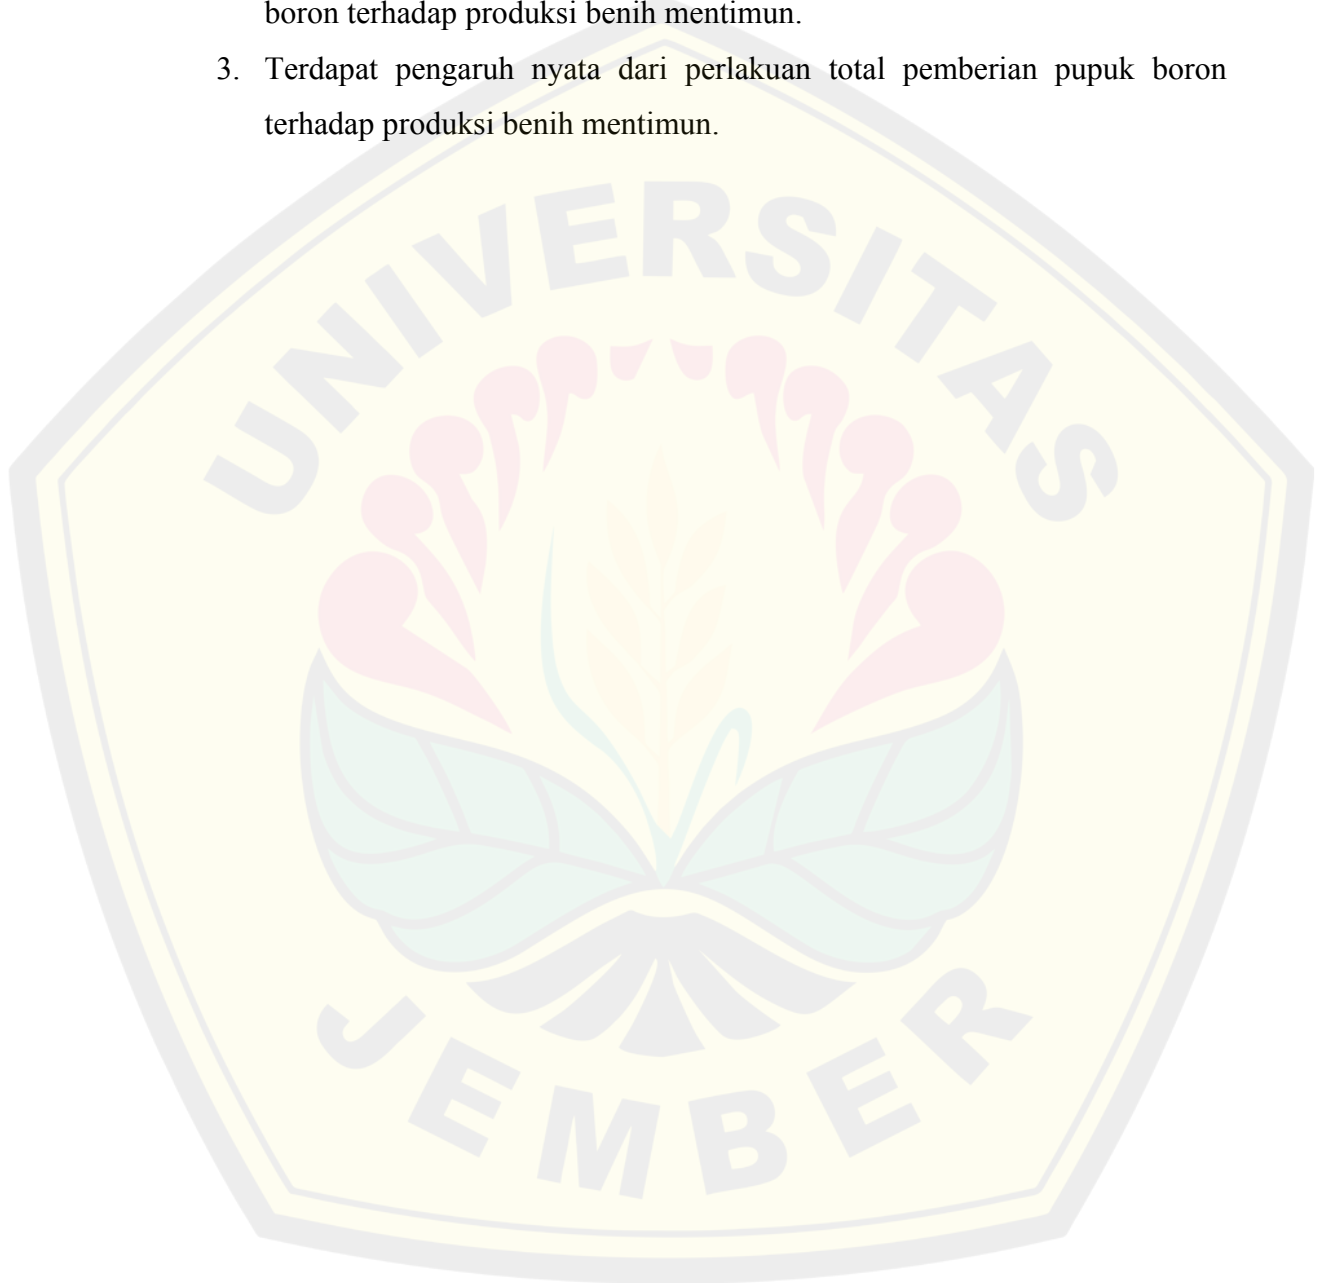 boron terhadap produksi benih mentimun.
3. Terdapat pengaruh nyata dari perlakuan total pemberian pupuk boron
terhadap produksi benih mentimun.
UNIVERSITAS
JEMBER